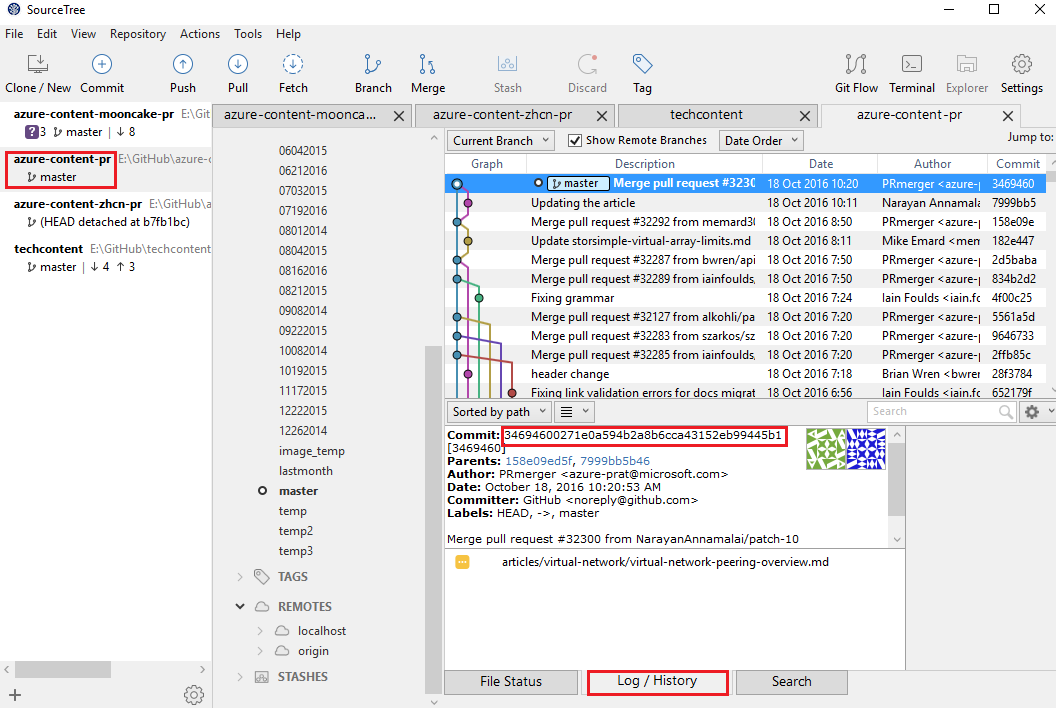 SourceTree
File Edit View Repository Actions Tools Help
Clone / New Commit Push Pull Fetch Branch Merge Stash Discard Tag Git Flow Terminal Explorer Settings
azure-content-mooncake-pr E:\Git
?3 master | ↓ 8
azure-content-pr E:\GitHub\azure-c
master
azure-content-zhcn-pr E:\GitHub\a
(HEAD detached at b7fb1bc)
techcontent E:\GitHub\techcontent
master | ↓ 4 ↑ 3
azure-content-moonca... azure-content-zhcn-pr techcontent azure-content-pr
06042015
06212016
07032015
07192016
08012014
08042015
08162016
08212015
09082014
09222015
10082014
10192015
11172015
12222015
12262014
image_temp
lastmonth
master
temp
temp2
temp3
TAGS
REMOTES
localhost
origin
STASHES
Current Branch Show Remote Branches Date Order Jump to:
Graph Description Date Author Commit
master Merge pull request #3230 18 Oct 2016 10:20 PRmerger <azure-p 3469460
Updating the article 18 Oct 2016 10:11 Narayan Annamala 7999bb5
Merge pull request #32292 from memard30 18 Oct 2016 8:50 PRmerger <azure-p 158e09e
Update storsimple-virtual-array-limits.md 18 Oct 2016 8:11 Mike Emard <mem 182e447
Merge pull request #32287 from bwren/api 18 Oct 2016 7:50 PRmerger <azure-p 2d5baba
Merge pull request #32289 from iainfoulds, 18 Oct 2016 7:50 PRmerger <azure-p 834b2d2
Fixing grammar 18 Oct 2016 7:24 Iain Foulds <iain.fo 4f00c25
Merge pull request #32127 from alkohli/pa 18 Oct 2016 7:20 PRmerger <azure-p 5561a5d
Merge pull request #32283 from szarkos/sz 18 Oct 2016 7:20 PRmerger <azure-p 9646733
Merge pull request #32285 from iainfoulds, 18 Oct 2016 7:20 PRmerger <azure-p 2ffb85c
header change 18 Oct 2016 7:18 Brian Wren <bwren 28f3784
Fixing link validation errors for docs migrat 18 Oct 2016 6:56 Iain Foulds <iain.fo 652179f
Sorted by path Search
Commit: 34694600271e0a594b2a8b6cca43152eb99445b1
[3469460]
Parents: 158e09ed5f, 7999bb5b46
Author: PRmerger <azure-prat@microsoft.com>
Date: October 18, 2016 10:20:53 AM
Committer: GitHub <noreply@github.com>
Labels: HEAD, ->, master
Merge pull request #32300 from NarayanAnnamalai/patch-10
articles/virtual-network/virtual-network-peering-overview.md
File Status Log / History Search